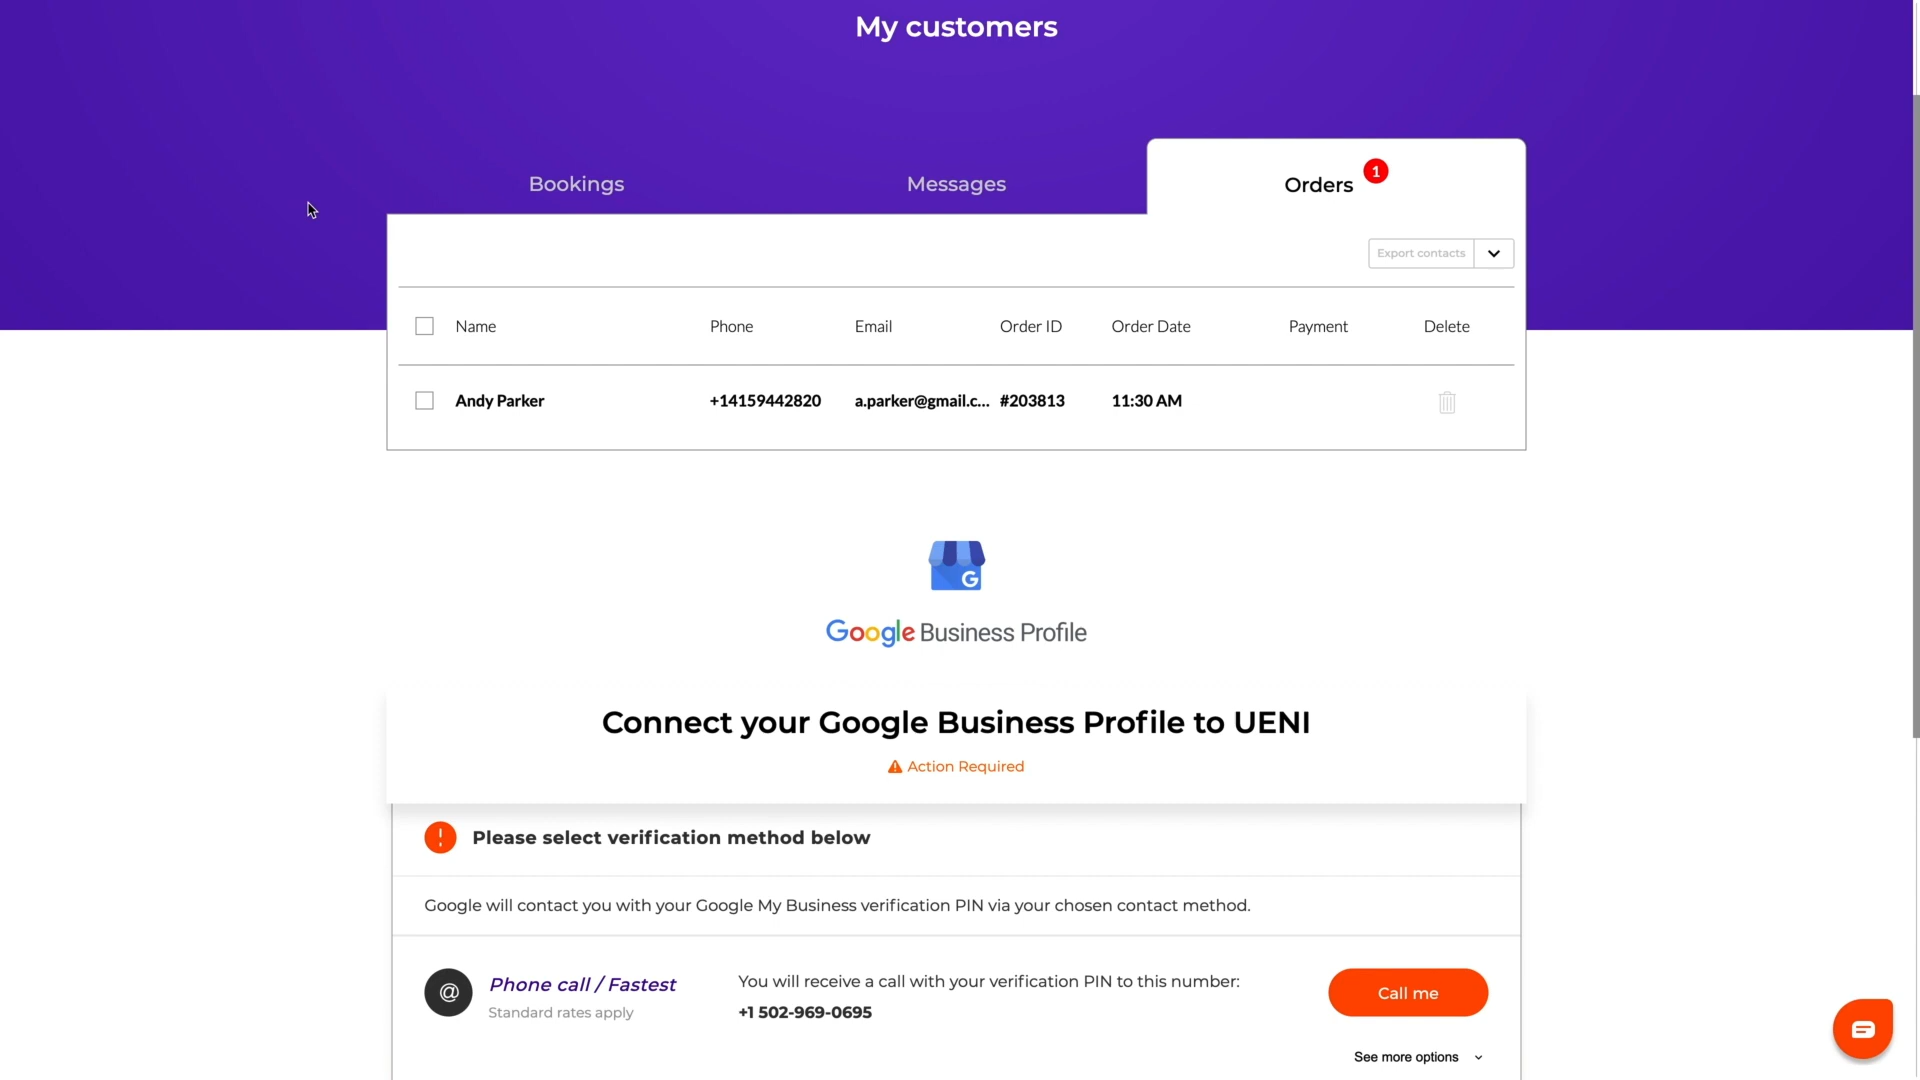 My customers
Bookings
Messages
Orders
1
Export contacts
Name Phone Email Order ID Order Date Payment Delete
Andy Parker +14159442820 a.parker@gmail.c... #203813 11:30 AM
G
Google Business Profile
Connect your Google Business Profile to UENI
Action Required
Please select verification method below
Google will contact you with your Google My Business verification PIN via your chosen contact method.
@
Phone call / Fastest
Standard rates apply
You will receive a call with your verification PIN to this number:
+1 502-969-0695
Call me
See more options